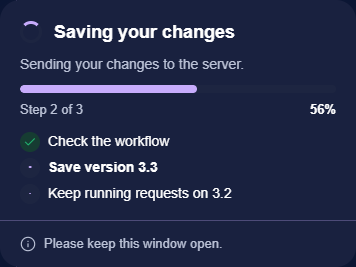 Saving your changes
Sending your changes to the server.
Step 2 of 3 56%
Check the workflow
Save version 3.3
Keep running requests on 3.2
Please keep this window open.